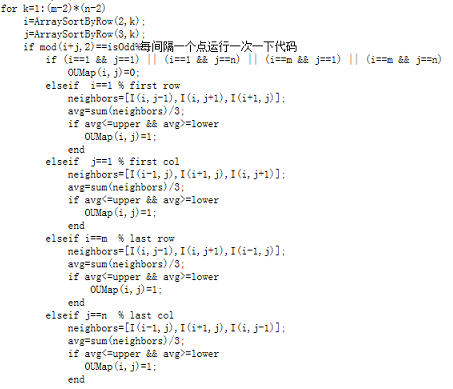 for k=1:(m-2)*(n-2)
i=ArraySortByRow(2,k);
j=ArraySortByRow(3,k);
if mod(i+j,2)==isOdd%每间隔一个点运行一次一下代码
if (i==1 && j==1) || (i==1 && j==n) || (i==m && j==1) || (i==m && j==n)
OUMap(i,j)=0;
elseif  i==1 % first row
neighbors=[I(i,j-1),I(i,j+1),I(i+1,j)];
avg=sum(neighbors)/3;
if avg<=upper && avg>=lower
OUMap(i,j)=1;
end
elseif  j==1 % first col
neighbors=[I(i-1,j),I(i+1,j),I(i,j+1)];
avg=sum(neighbors)/3;
if avg<=upper && avg>=lower
OUMap(i,j)=1;
end
elseif i==m  % last row
neighbors=[I(i,j-1),I(i,j+1),I(i-1,j)];
avg=sum(neighbors)/3;
if avg<=upper && avg>=lower
OUMap(i,j)=1;
end
elseif j==n  % last col
neighbors=[I(i-1,j),I(i+1,j),I(i,j-1)];
avg=sum(neighbors)/3;
if avg<=upper && avg>=lower
OUMap(i,j)=1;
end